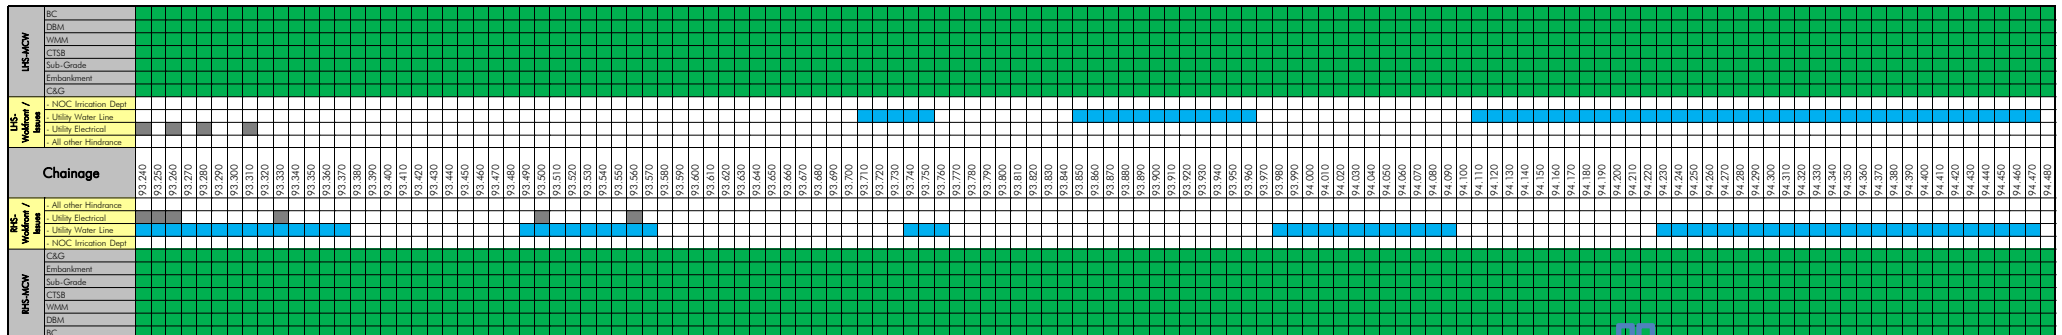 LHS-MCW
BC
DBM
WMM
CTSB
Sub-Grade
Embankment
C&G
LHS-
Wokfront /
Issues
- NOC Irrication Dept
- Utility Water Line
- Utility Electrical
- All other Hindrance
Chainage
93.240 93.250 93.260 93.270 93.280 93.290 93.300 93.310 93.320 93.330 93.340 93.350 93.360 93.370 93.380 93.390 93.400 93.410 93.420 93.430 93.440 93.450 93.460 93.470 93.480 93.490 93.500 93.510 93.520 93.530 93.540 93.550 93.560 93.570 93.580 93.590 93.600 93.610 93.620 93.630 93.640 93.650 93.660 93.670 93.680 93.690 93.700 93.710 93.720 93.730 93.740 93.750 93.760 93.770 93.780 93.790 93.800 93.810 93.820 93.830 93.840 93.850 93.860 93.870 93.880 93.890 93.900 93.910 93.920 93.930 93.940 93.950 93.960 93.970 93.980 93.990 94.000 94.010 94.020 94.030 94.040 94.050 94.060 94.070 94.080 94.090 94.100 94.110 94.120 94.130 94.140 94.150 94.160 94.170 94.180 94.190 94.200 94.210 94.220 94.230 94.240 94.250 94.260 94.270 94.280 94.290 94.300 94.310 94.320 94.330 94.340 94.350 94.360 94.370 94.380 94.390 94.400 94.410 94.420 94.430 94.440 94.450 94.460 94.470 94.480
RHS-
Wokfront /
Issues
- All other Hindrance
- Utility Electrical
- Utility Water Line
- NOC Irrication Dept
RHS-MCW
C&G
Embankment
Sub-Grade
CTSB
WMM
DBM
BC